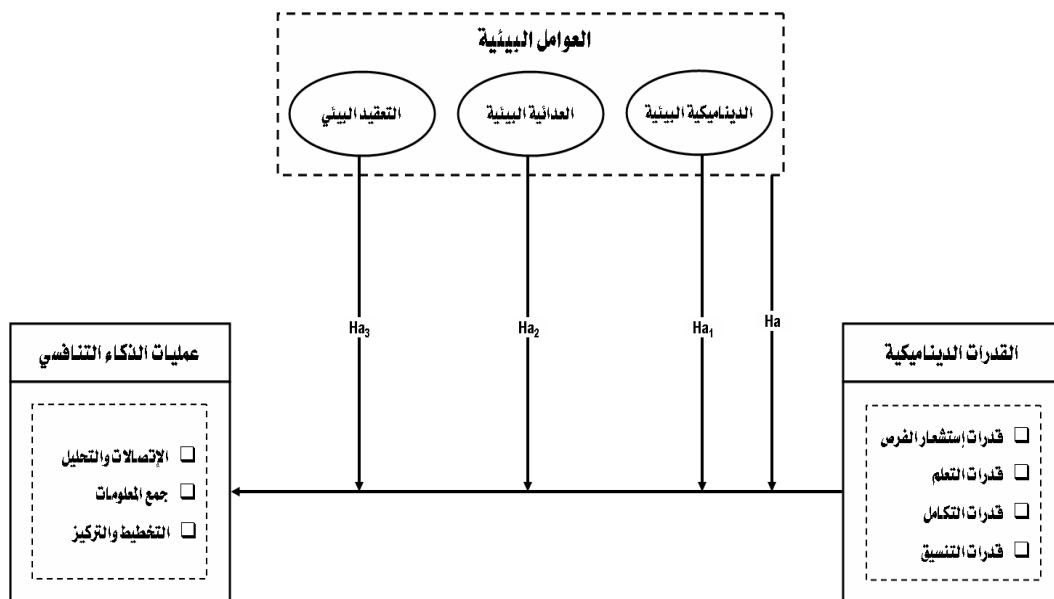 العوامل البيئية
الديناميكية البيئية
العدائية البيئية
التعقيد البيئي
Ha
Ha₁
Ha₂
Ha₃
القدرات الديناميكية
❑ قدرات إستشعار الفرص
❑ قدرات التعلم
❑ قدرات التكامل
❑ قدرات التنسيق
عمليات الذكاء التنافسي
❑ الإتصالات والتحليل
❑ جمع المعلومات
❑ التخطيط والتركيز